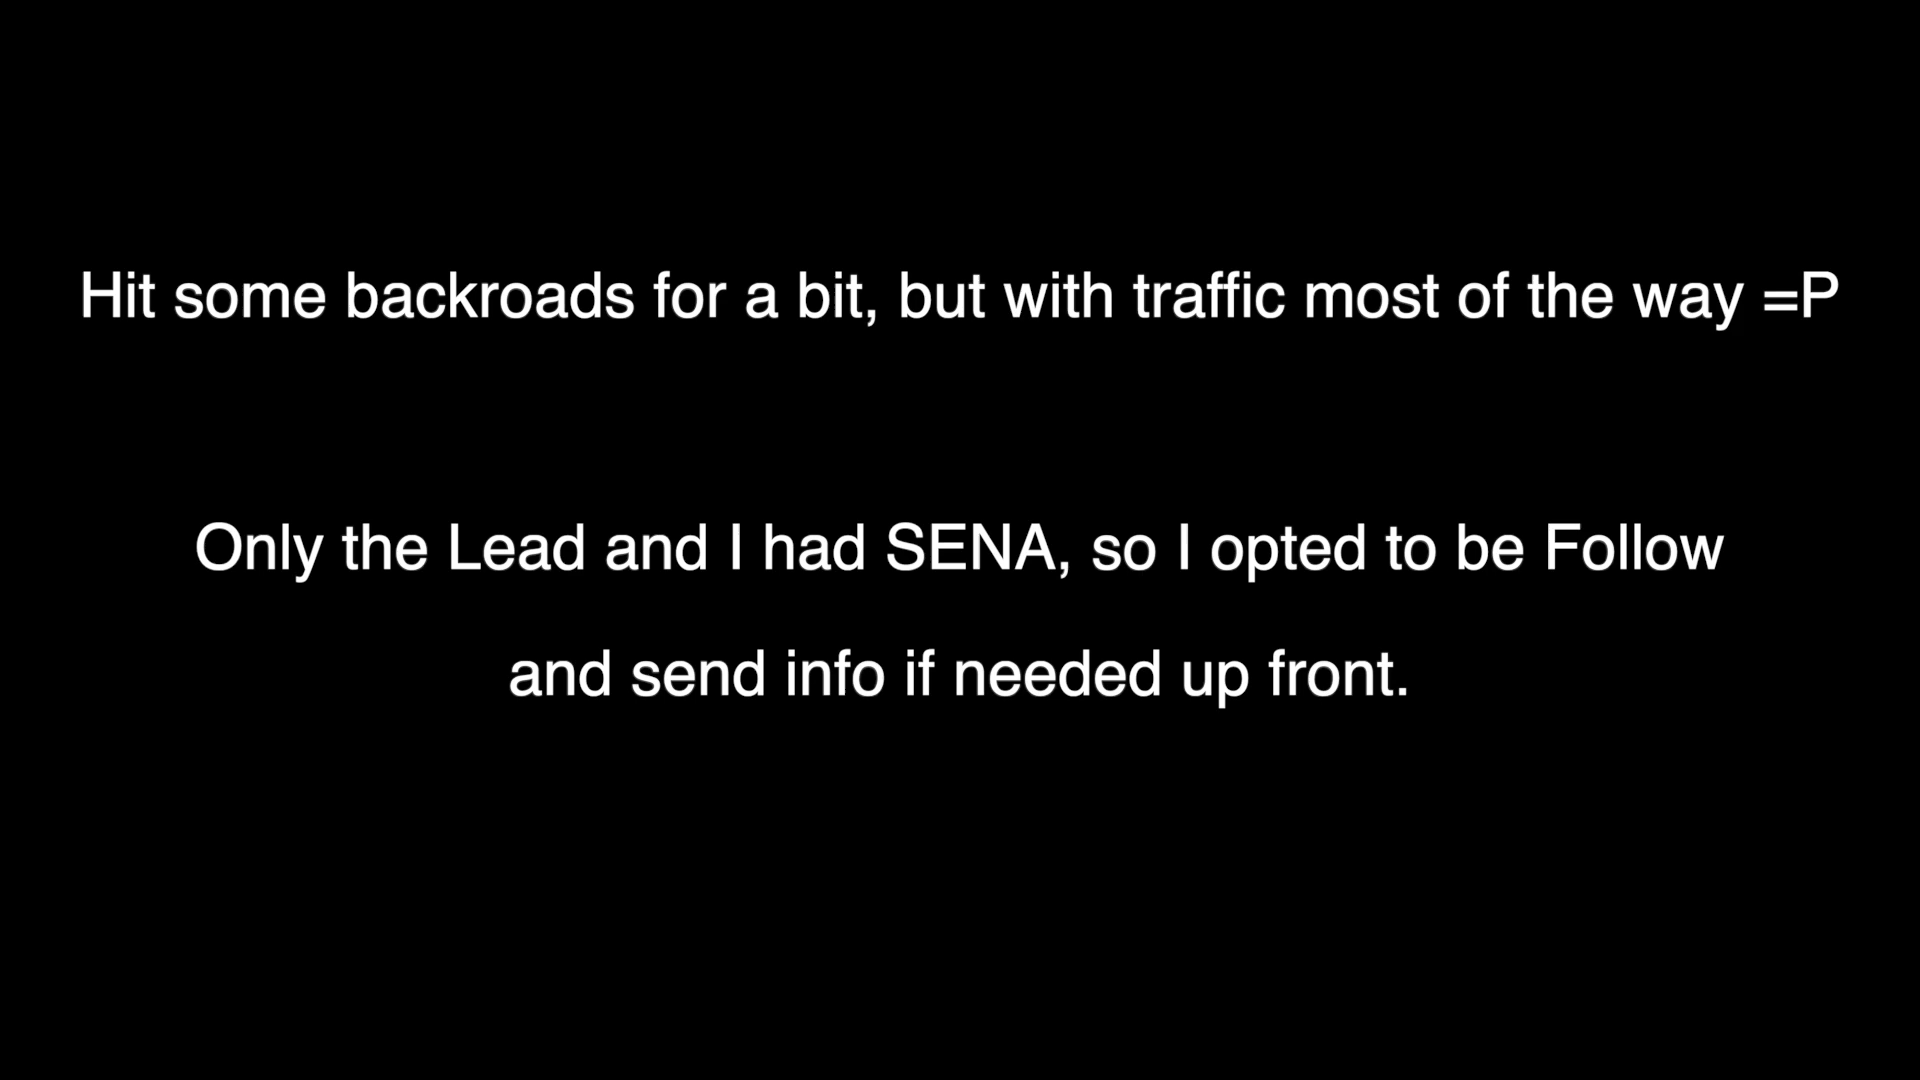 Hit some backroads for a bit, but with traffic most of the way =P
Only the Lead and I had SENA, so I opted to be Follow
and send info if needed up front.